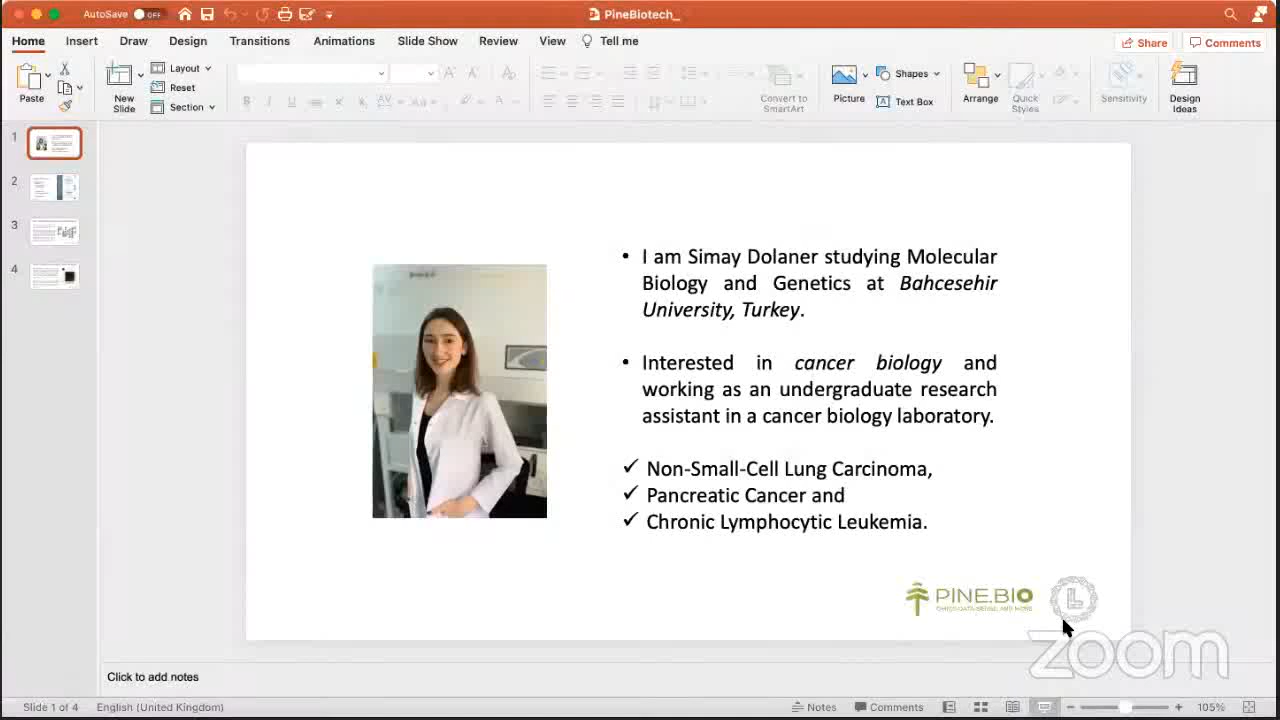 AutoSave OFF
PineBiotech_
Home Insert Draw Design Transitions Animations Slide Show Review View Tell me
Share Comments
Paste
New Slide
Layout
Reset
Section
Convert to SmartArt
Picture
Shapes
Text Box
Arrange
Quick Styles
Sensitivity
Design Ideas
1
2
3
4
• I am Simay Dolaner studying Molecular
Biology and Genetics at Bahcesehir
University, Turkey.
• Interested in cancer biology and
working as an undergraduate research
assistant in a cancer biology laboratory.
✓ Non-Small-Cell Lung Carcinoma,
✓ Pancreatic Cancer and
✓ Chronic Lymphocytic Leukemia.
PINE.BIO
L
zoom
Click to add notes
Slide 1 of 4 English (United Kingdom) Notes Comments 105%